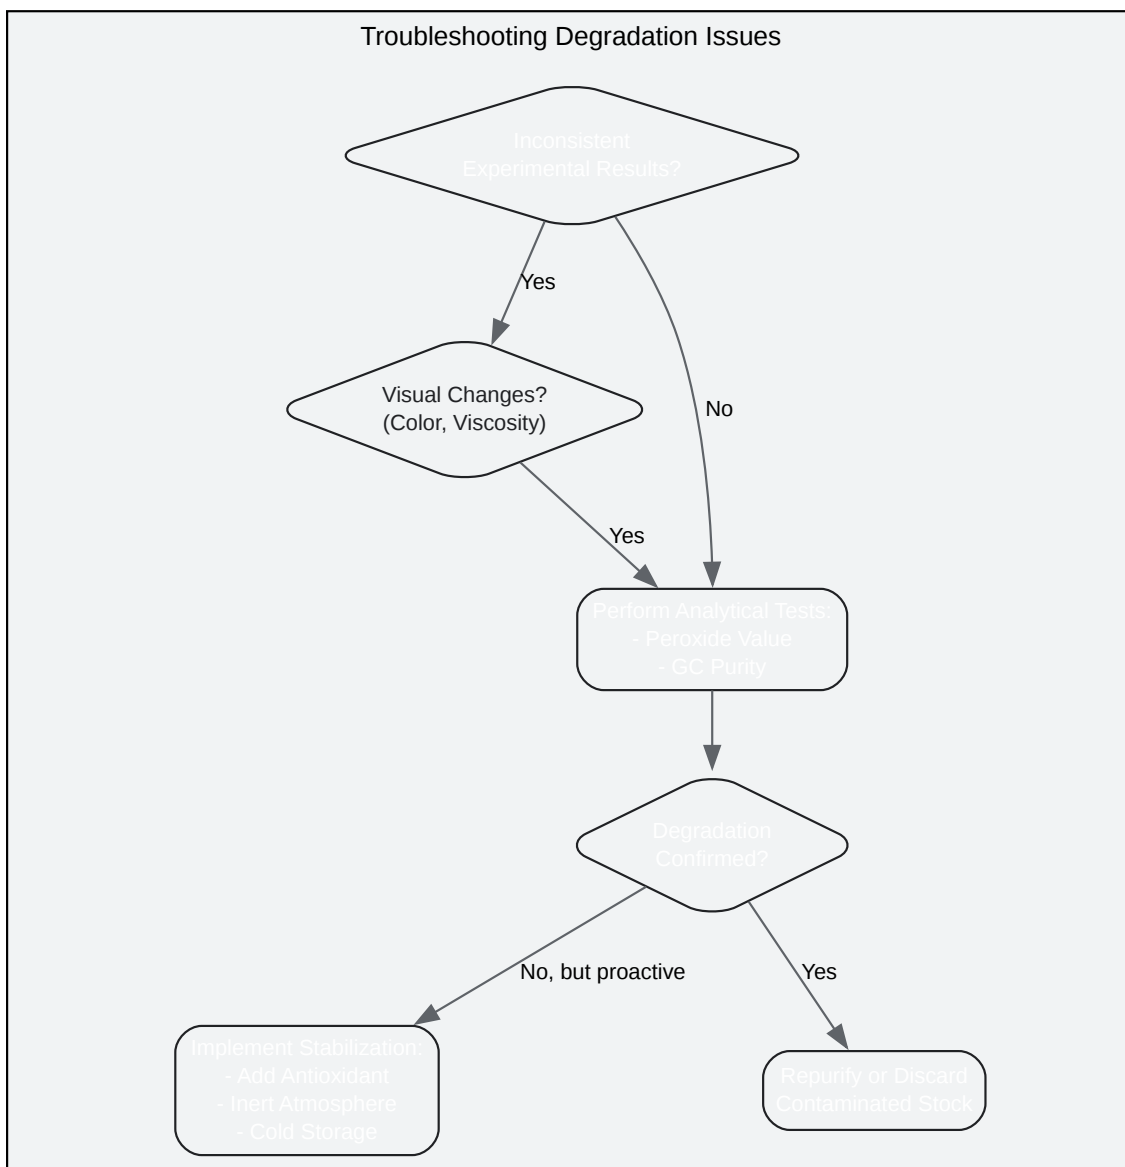 Troubleshooting Degradation Issues
Inconsistent
Experimental Results?
Yes
Visual Changes?
(Color, Viscosity)
No
Yes
Perform Analytical Tests:
- Peroxide Value
- GC Purity
Degradation
Confirmed?
No, but proactive
Yes
Implement Stabilization:
- Add Antioxidant
- Inert Atmosphere
- Cold Storage
Repurify or Discard
Contaminated Stock